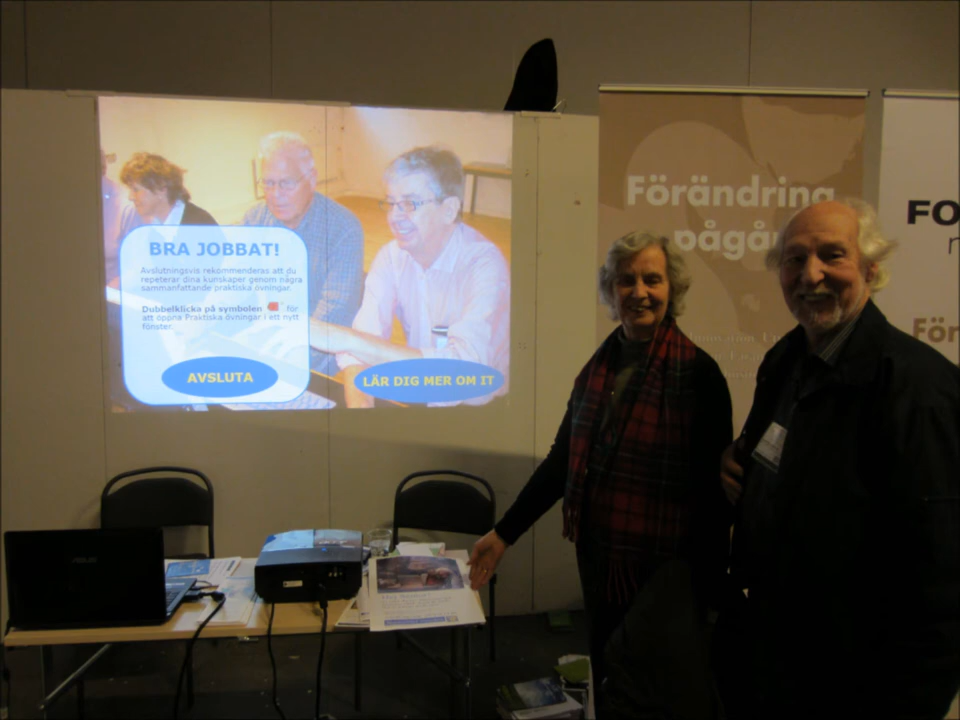 BRA JOBBAT!
Avslutningsvis rekommenderas att du
repeterar dina kunskaper genom några
sammanfattande praktiska övningar.
Dubbelklicka på symbolen för
att öppna Praktiska övningar i ett nytt
fönster.
AVSLUTA
LÄR DIG MER OM IT
Förändring
pågår
FO
För
ASUS